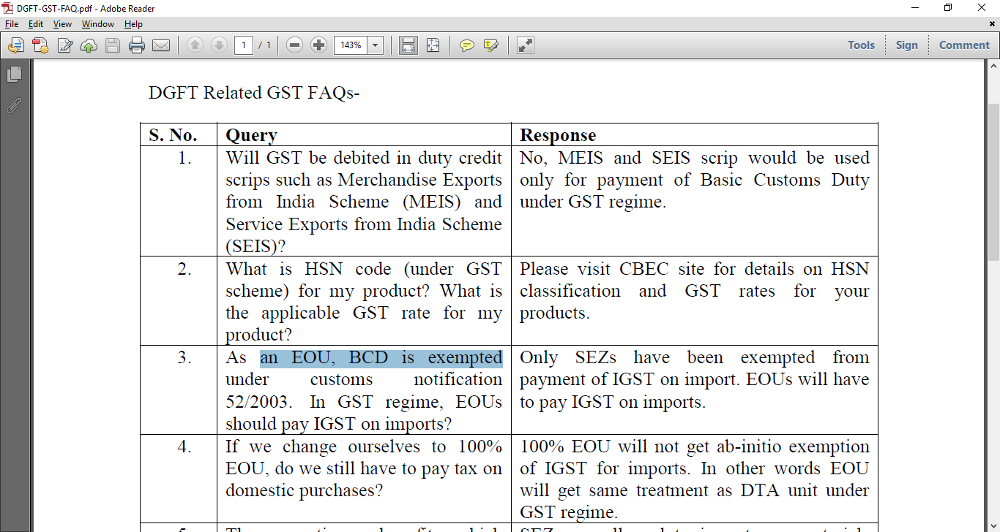 DGFT-GST-FAQ.pdf - Adobe Reader
File Edit View Window Help
1 / 1 143% Tools Sign Comment
DGFT Related GST FAQs-
S. No. Query Response
1. Will GST be debited in duty credit
scrips such as Merchandise Exports
from India Scheme (MEIS) and
Service Exports from India Scheme
(SEIS)?
No, MEIS and SEIS scrip would be used
only for payment of Basic Customs Duty
under GST regime.
2. What is HSN code (under GST
scheme) for my product? What is
the applicable GST rate for my
product?
Please visit CBEC site for details on HSN
classification and GST rates for your
products.
3. As an EOU, BCD is exempted
under customs notification
52/2003. In GST regime, EOUs
should pay IGST on imports?
Only SEZs have been exempted from
payment of IGST on import. EOUs will have
to pay IGST on imports.
4. If we change ourselves to 100%
EOU, do we still have to pay tax on
domestic purchases?
100% EOU will not get ab-initio exemption
of IGST for imports. In other words EOU
will get same treatment as DTA unit under
GST regime.